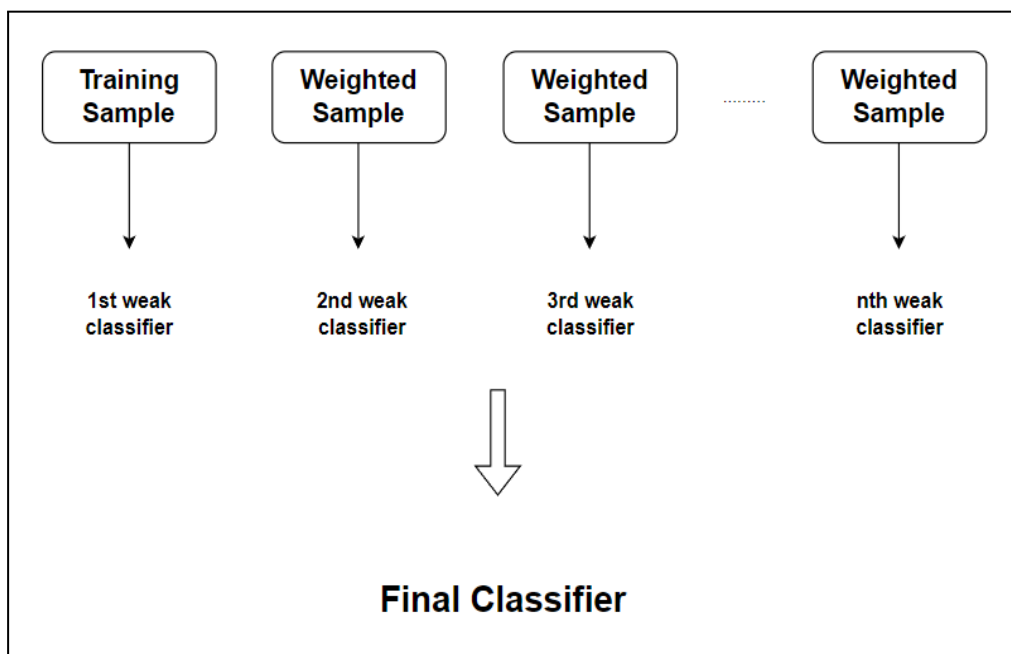 Training
Sample
Weighted
Sample
Weighted
Sample
........
Weighted
Sample
1st weak
classifier
2nd weak
classifier
3rd weak
classifier
nth weak
classifier
Final Classifier